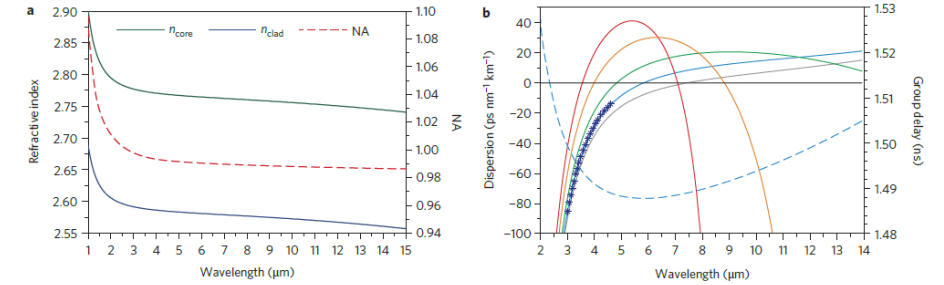 a
2.90
2.85
2.80
2.75
2.70
2.65
2.60
2.55
Refractive index
ncore
nclad
NA
1.10
1.08
1.06
1.04
1.02
1.00
0.98
0.96
0.94
NA
1 2 3 4 5 6 7 8 9 10 11 12 13 14 15
Wavelength (μm)
b
40
20
0
−20
−40
−60
−80
−100
Dispersion (ps nm−1 km−1)
1.53
1.52
1.51
1.50
1.49
1.48
Group delay (ns)
2 3 4 5 6 7 8 9 10 11 12 13 14
Wavelength (μm)